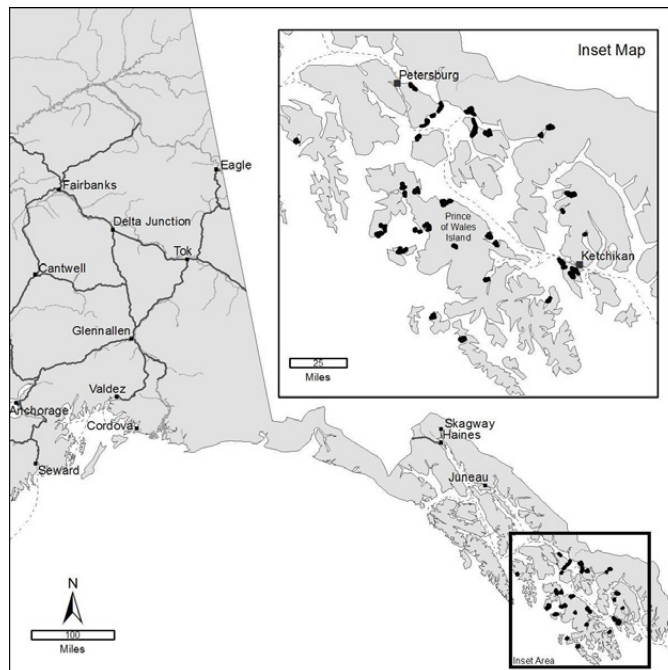 Inset Map
Petersburg
Prince
of Wales
Island
Ketchikan
25
Miles
Eagle
Fairbanks
Delta Junction
Tok
Cantwell
Glennallen
Valdez
Anchorage
Cordova
Seward
Skagway
Haines
Juneau
N
100
Miles
Inset Area